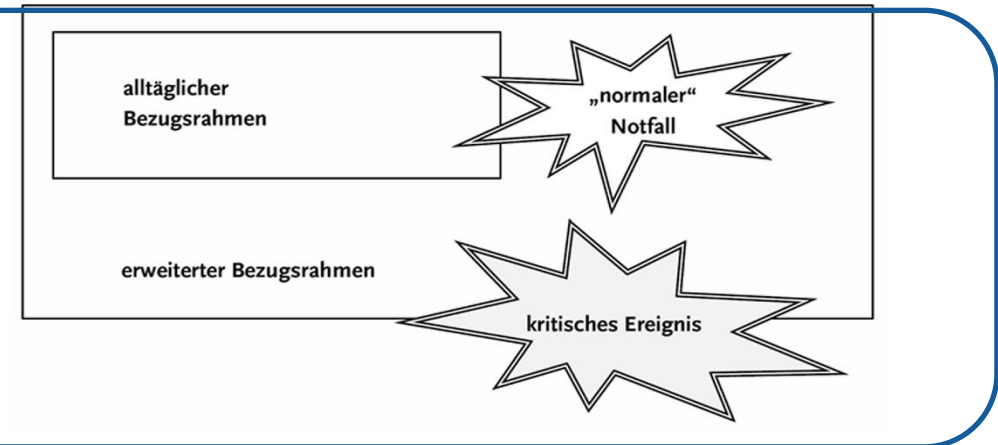 alltäglicher
Bezugsrahmen
„normaler“
Notfall
erweiterter Bezugsrahmen
kritisches Ereignis